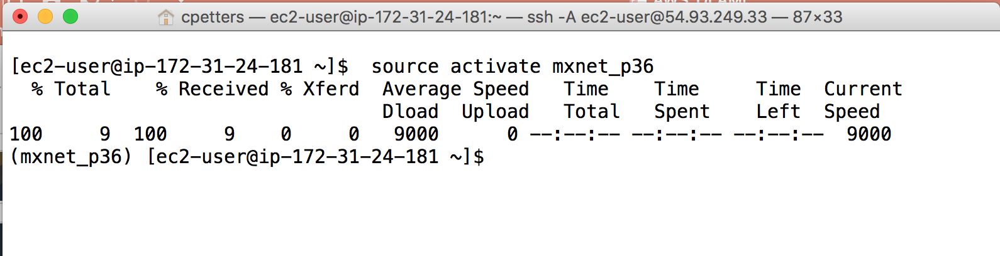 cpetters — ec2-user@ip-172-31-24-181:~ — ssh -A ec2-user@54.93.249.33 — 87×33
[ec2-user@ip-172-31-24-181 ~]$  source activate mxnet_p36
  % Total    % Received % Xferd  Average Speed   Time    Time     Time  Current
                                 Dload  Upload   Total   Spent    Left  Speed
100     9  100     9    0     0   9000      0 --:--:-- --:--:-- --:--:--  9000
(mxnet_p36) [ec2-user@ip-172-31-24-181 ~]$